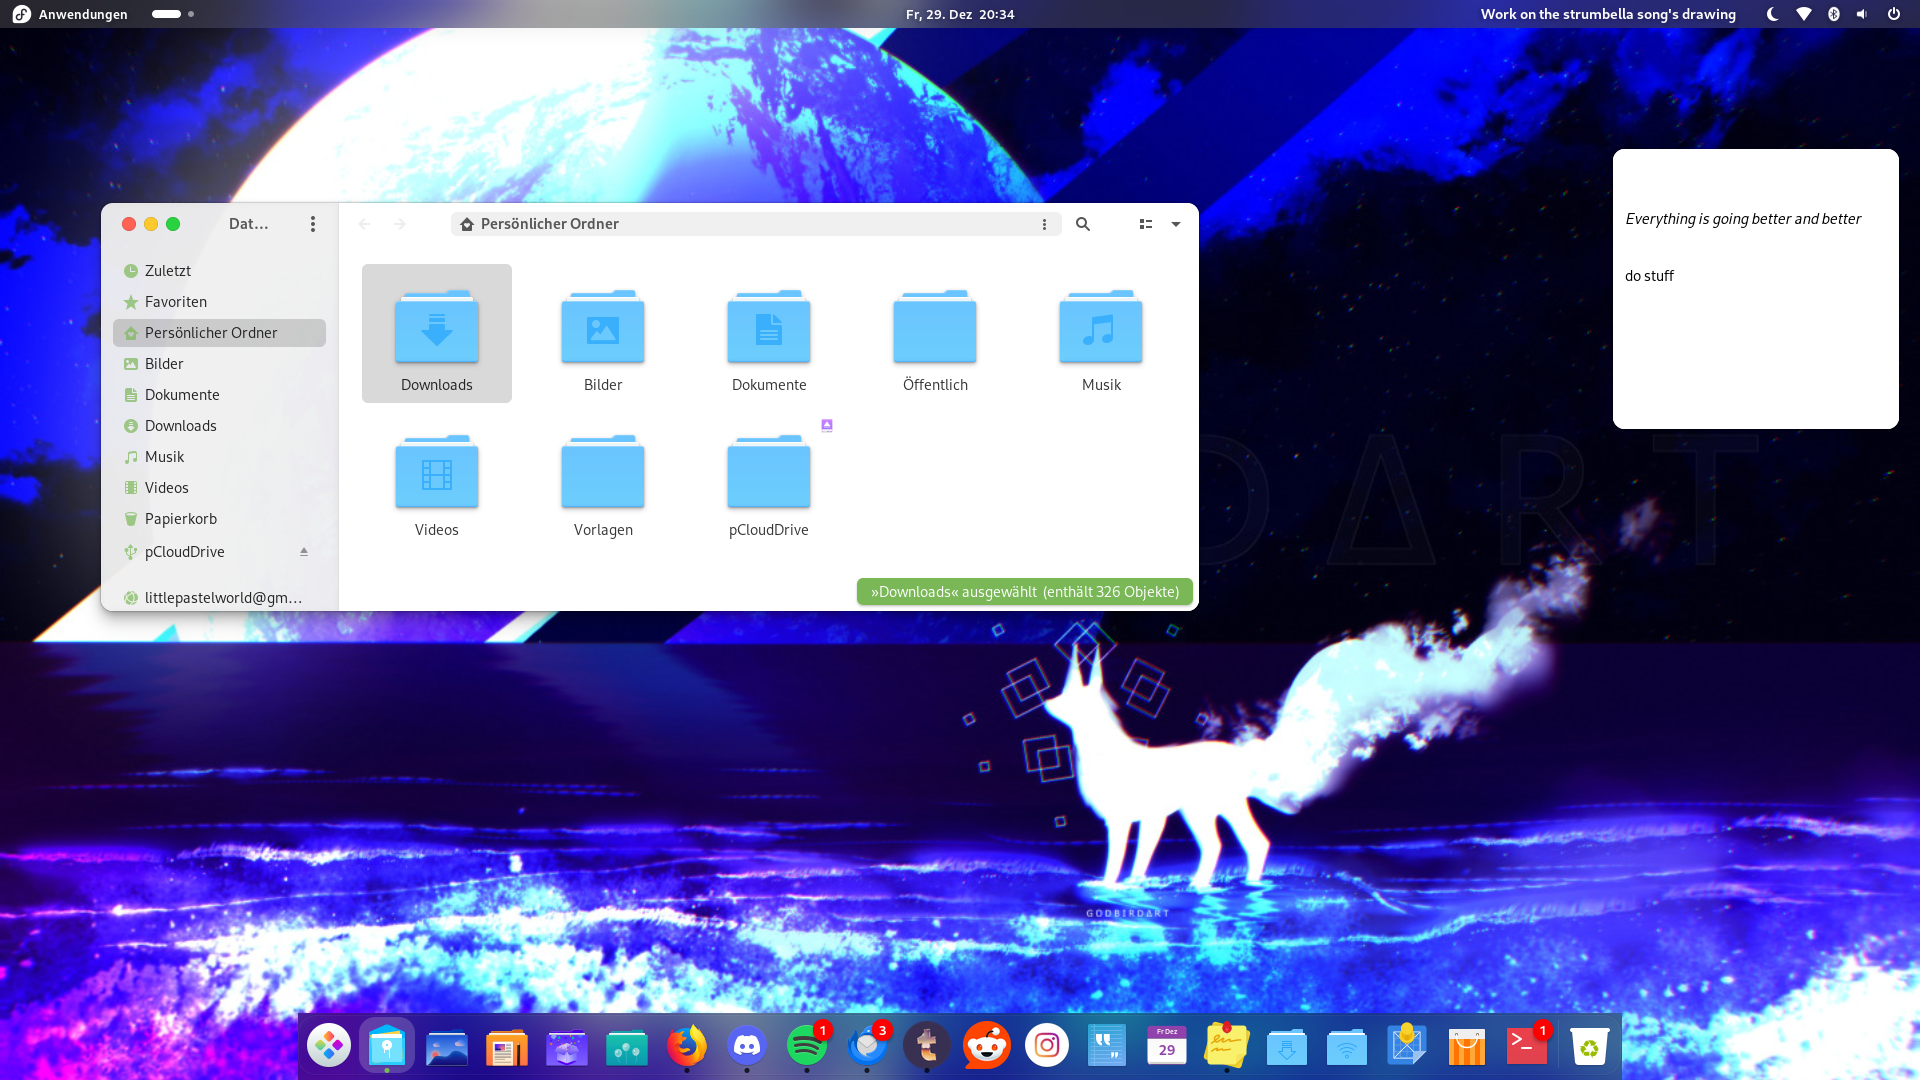 Anwendungen
Fr, 29. Dez 20:34
Work on the strumbella song's drawing
Everything is going better and better
do stuff
Dat…
Persönlicher Ordner
Zuletzt
Favoriten
Persönlicher Ordner
Bilder
Dokumente
Downloads
Musik
Videos
Papierkorb
pCloudDrive
littlepastelworld@gm…
Downloads
Bilder
Dokumente
Öffentlich
Musik
Videos
Vorlagen
pCloudDrive
»Downloads« ausgewählt (enthält 326 Objekte)
DΔRT
GODBIRDΔRT
1
3
Fr Dez
29
1